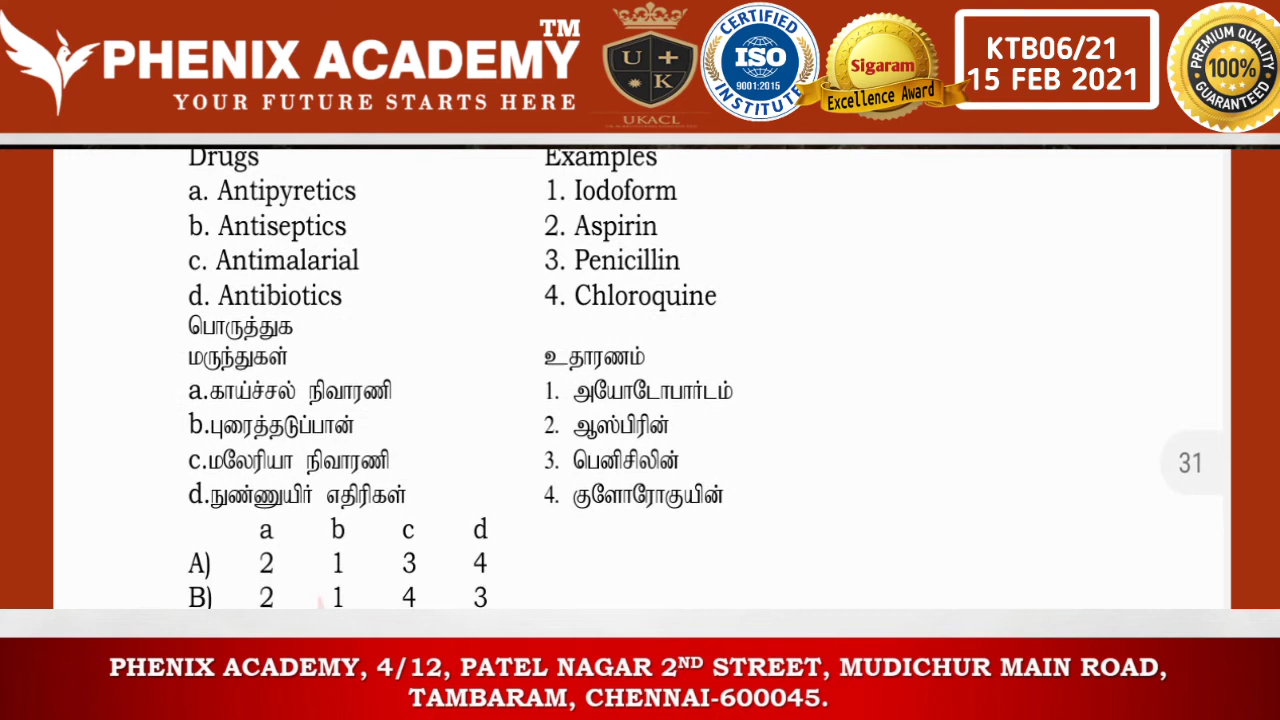 PHENIX ACADEMY TM
YOUR FUTURE STARTS HERE
U + K
UKACL
CERTIFIED
ISO
9001:2015
INSTITUTE
Sigaram
Excellence Award
KTB06/21
15 FEB 2021
PREMIUM QUALITY
100%
GUARANTEED
Drugs Examples
a. Antipyretics 1. Iodoform
b. Antiseptics 2. Aspirin
c. Antimalarial 3. Penicillin
d. Antibiotics 4. Chloroquine
பொருத்துக
மருந்துகள் உதாரணம்
a.காய்ச்சல் நிவாரணி 1. அயோடோபார்டம்
b.புரைத்தடுப்பான் 2. ஆஸ்பிரின்
c.மலேரியா நிவாரணி 3. பெனிசிலின்
d.நுண்ணுயிர் எதிரிகள் 4. குளோரோகுயின்
a b c d
A) 2 1 3 4
B) 2 1 4 3
31
PHENIX ACADEMY, 4/12, PATEL NAGAR 2ND STREET, MUDICHUR MAIN ROAD,
TAMBARAM, CHENNAI-600045.